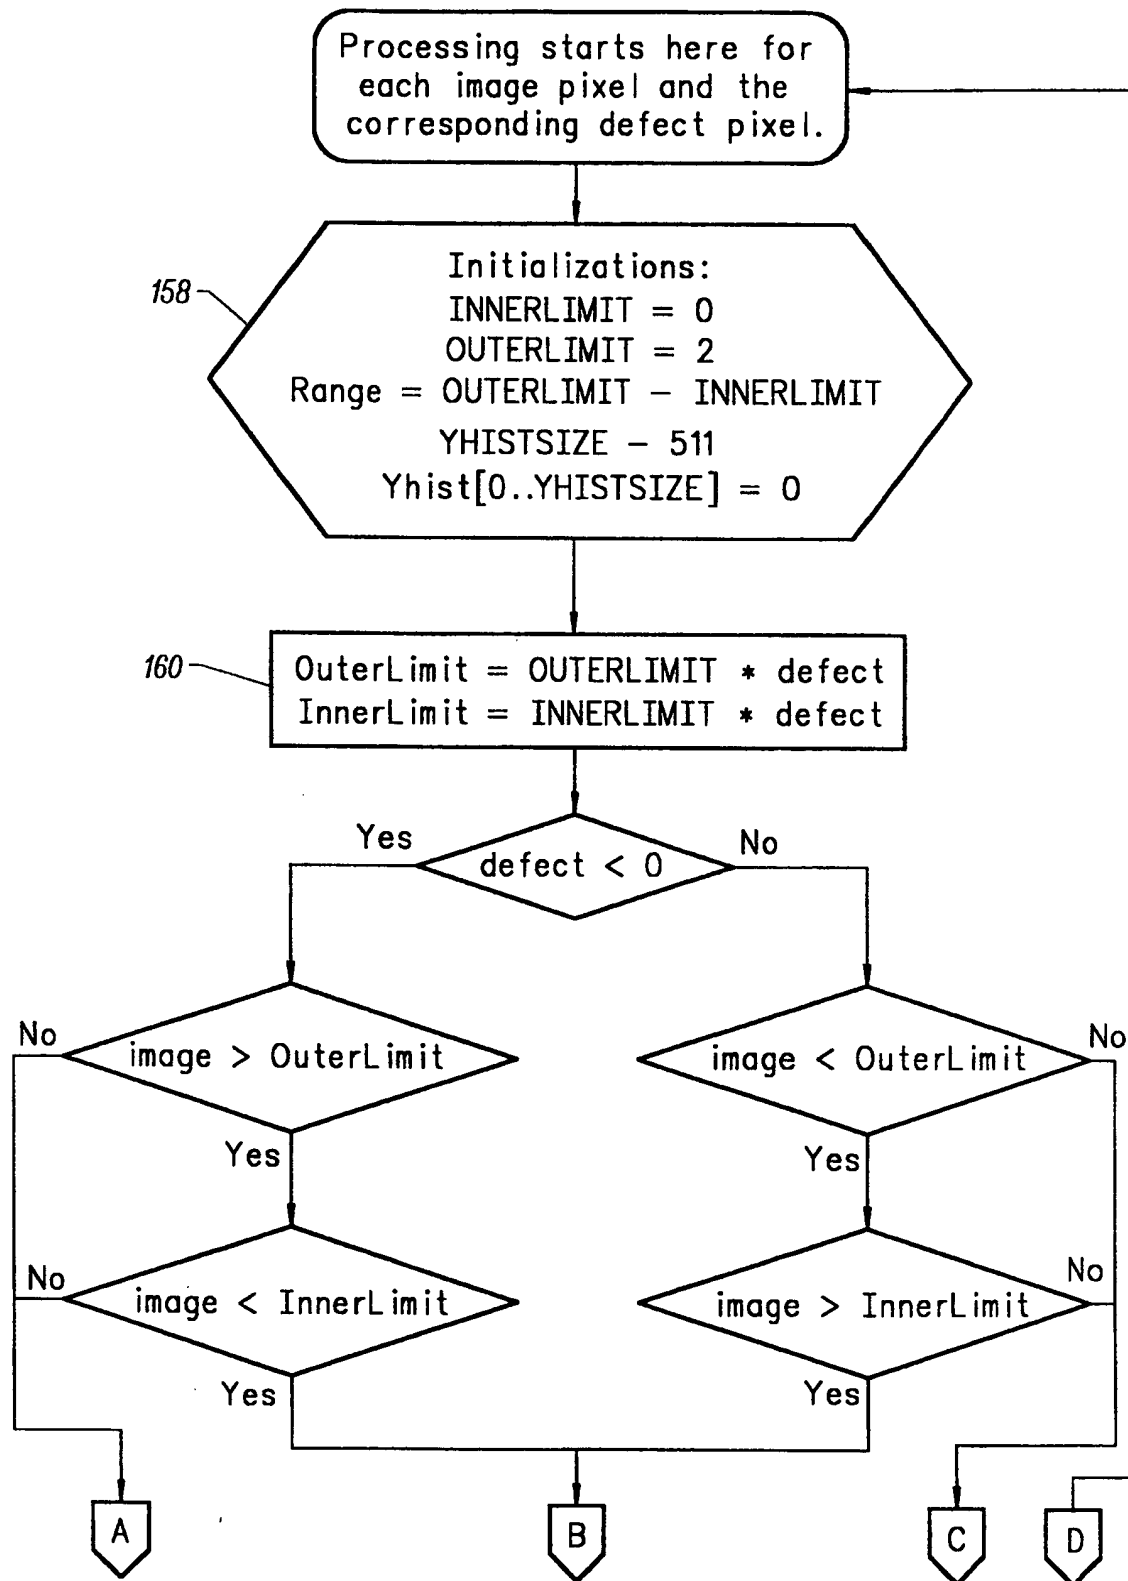 Processing starts here for
each image pixel and the
corresponding defect pixel.
158
Initializations:
INNERLIMIT = 0
OUTERLIMIT = 2
Range = OUTERLIMIT - INNERLIMIT
YHISTSIZE - 511
Yhist[0..YHISTSIZE] = 0
160
OuterLimit = OUTERLIMIT * defect
InnerLimit = INNERLIMIT * defect
Yes
defect < 0
No
No
image > OuterLimit
Yes
image < OuterLimit
No
Yes
No
image < InnerLimit
Yes
image > InnerLimit
No
Yes
A
B
C
D